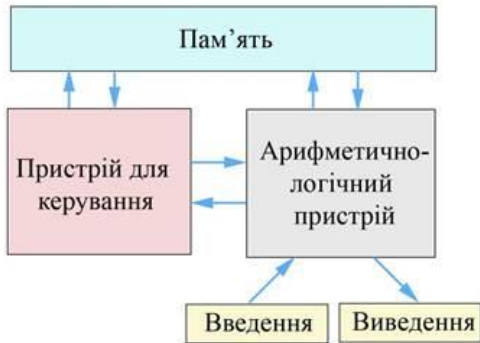 Пам’ять
Пристрій для
керування
Арифметично-
логічний
пристрій
Введення
Виведення